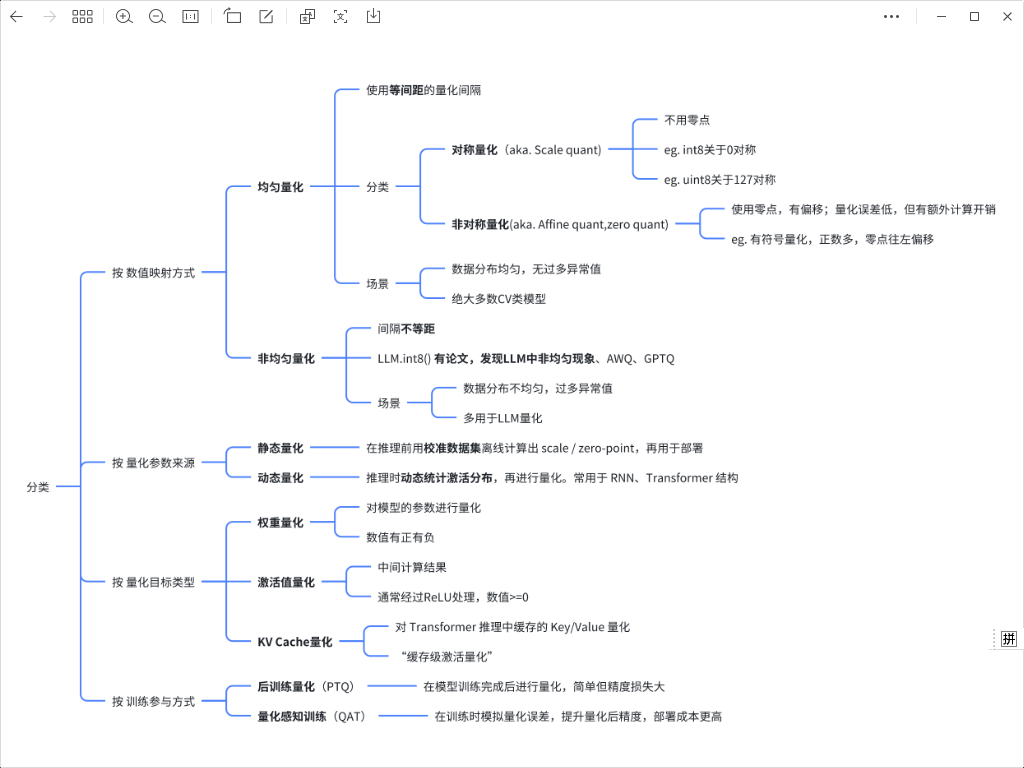 分类
按 数值映射方式
均匀量化
使用等间距的量化间隔
分类
对称量化（aka. Scale quant)
不用零点
eg. int8关于0对称
eg. uint8关于127对称
非对称量化(aka. Affine quant,zero quant)
使用零点，有偏移；量化误差低，但有额外计算开销
eg. 有符号量化，正数多，零点往左偏移
场景
数据分布均匀，无过多异常值
绝大多数CV类模型
非均匀量化
间隔不等距
LLM.int8() 有论文，发现LLM中非均匀现象、AWQ、GPTQ
场景
数据分布不均匀，过多异常值
多用于LLM量化
按 量化参数来源
静态量化
在推理前用校准数据集离线计算出 scale / zero-point，再用于部署
动态量化
推理时动态统计激活分布，再进行量化。常用于 RNN、Transformer 结构
按 量化目标类型
权重量化
对模型的参数进行量化
数值有正有负
激活值量化
中间计算结果
通常经过ReLU处理，数值>=0
KV Cache量化
对 Transformer 推理中缓存的 Key/Value 量化
“缓存级激活量化”
按 训练参与方式
后训练量化（PTQ）
在模型训练完成后进行量化，简单但精度损失大
量化感知训练（QAT）
在训练时模拟量化误差，提升量化后精度，部署成本更高
拼